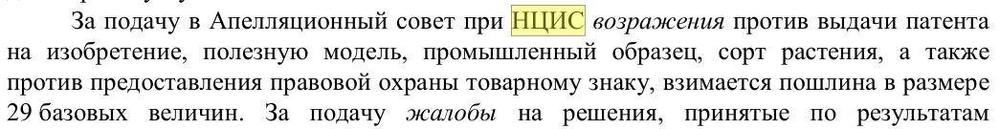 За подачу в Апелляционный совет при НЦИС возражения против выдачи патента
на изобретение, полезную модель, промышленный образец, сорт растения, а также
против предоставления правовой охраны товарному знаку, взимается пошлина в размере
29 базовых величин. За подачу жалобы на решения, принятые по результатам